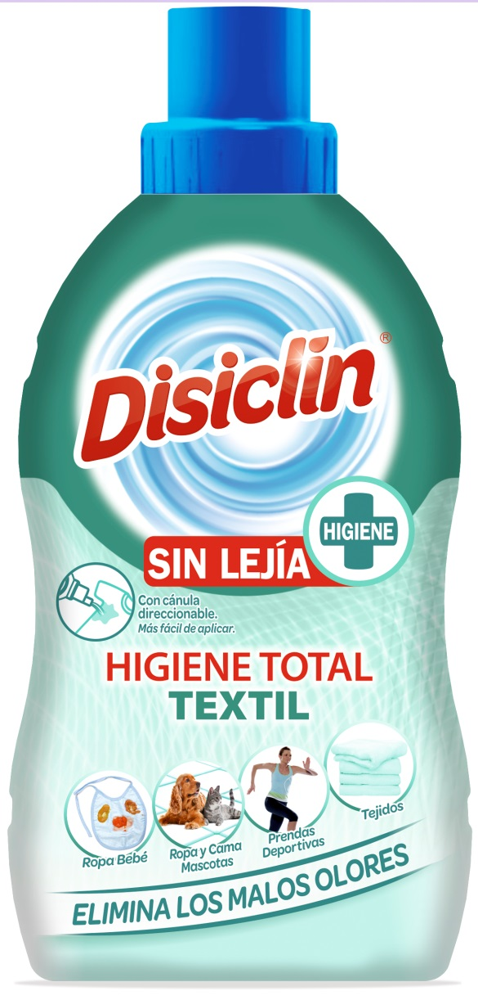 Disiclín
®
HIGIENE
SIN LEJÍA
Con cánula
direccionable.
Más fácil de aplicar.
HIGIENE TOTAL
TEXTIL
Ropa Bebé
Ropa y Cama
Mascotas
Prendas
Deportivas
Tejidos
ELIMINA LOS MALOS OLORES